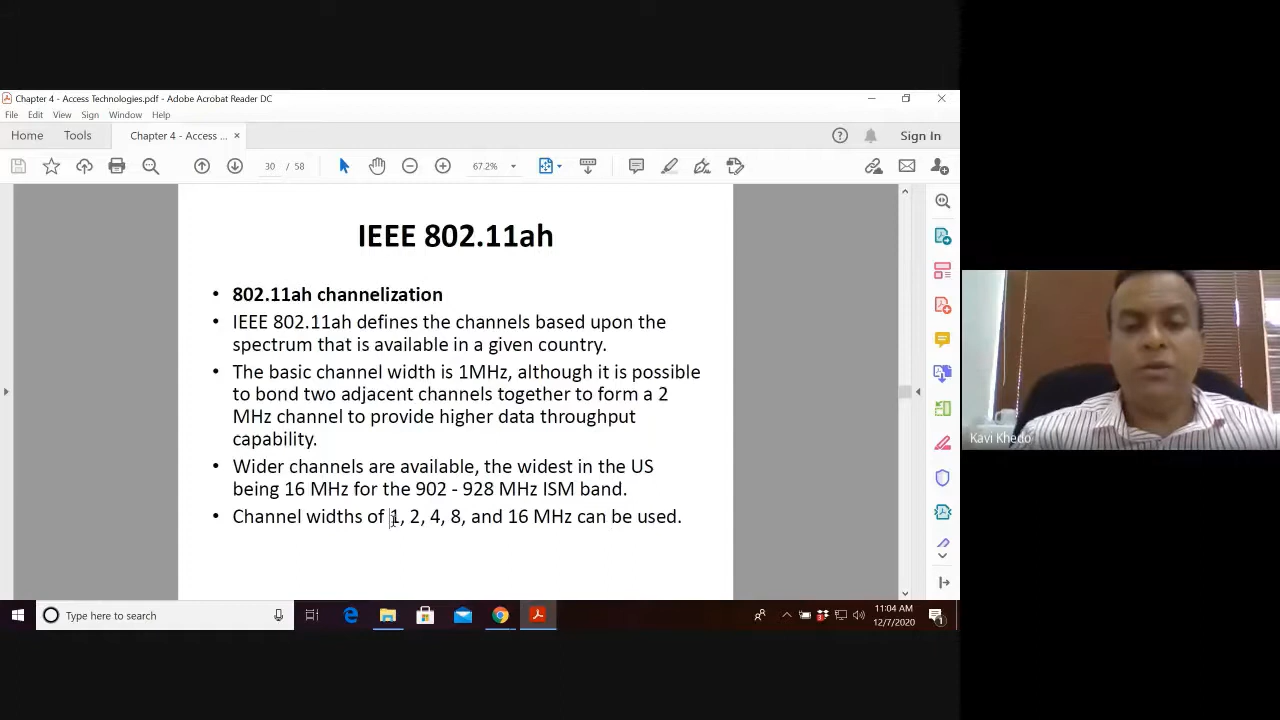 Chapter 4 - Access Technologies.pdf - Adobe Acrobat Reader DC
File Edit View Sign Window Help
Home Tools Chapter 4 - Access ... × Sign In
30 / 58 67.2%
IEEE 802.11ah
• 802.11ah channelization
• IEEE 802.11ah defines the channels based upon the
spectrum that is available in a given country.
• The basic channel width is 1MHz, although it is possible
to bond two adjacent channels together to form a 2
MHz channel to provide higher data throughput
capability.
• Wider channels are available, the widest in the US
being 16 MHz for the 902 - 928 MHz ISM band.
• Channel widths of 1, 2, 4, 8, and 16 MHz can be used.
Kavi Khedo
Type here to search
11:04 AM
12/7/2020
1